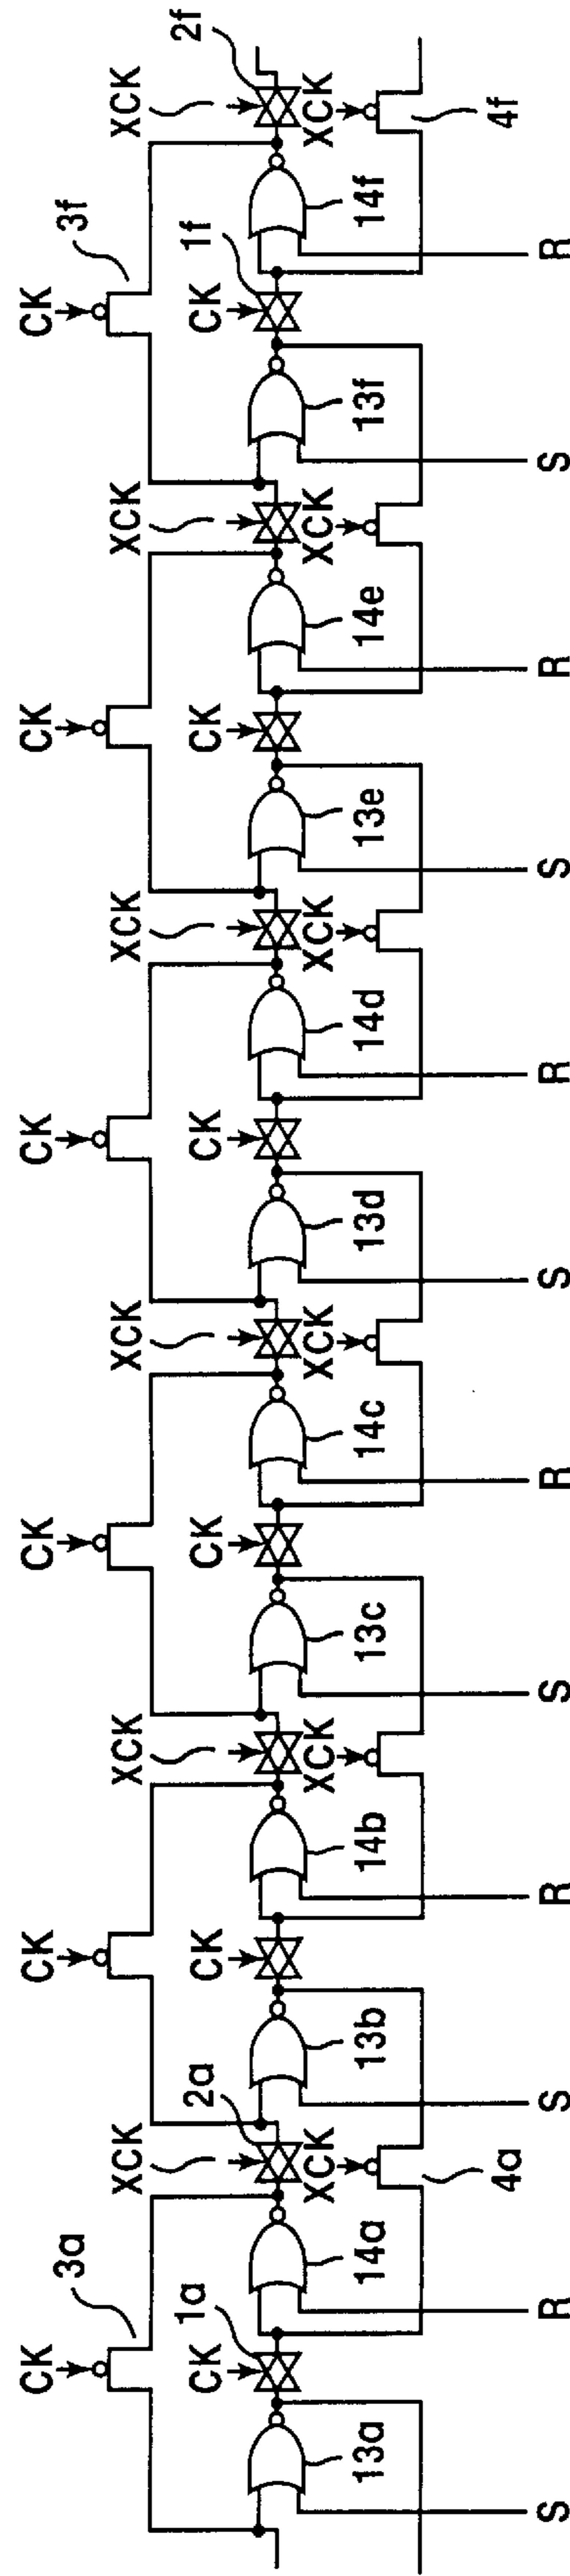 CK CK CK CK CK CK
3a 3f
XCK XCK XCK XCK XCK XCK
1a 2a 1f 2f
CK CK CK CK CK CK
XCK XCK XCK XCK XCK XCK
13a 14a 13b 14b 13c 14c 13d 14d 13e 14e 13f 14f
4a 4f
S R S R S R S R S R S R